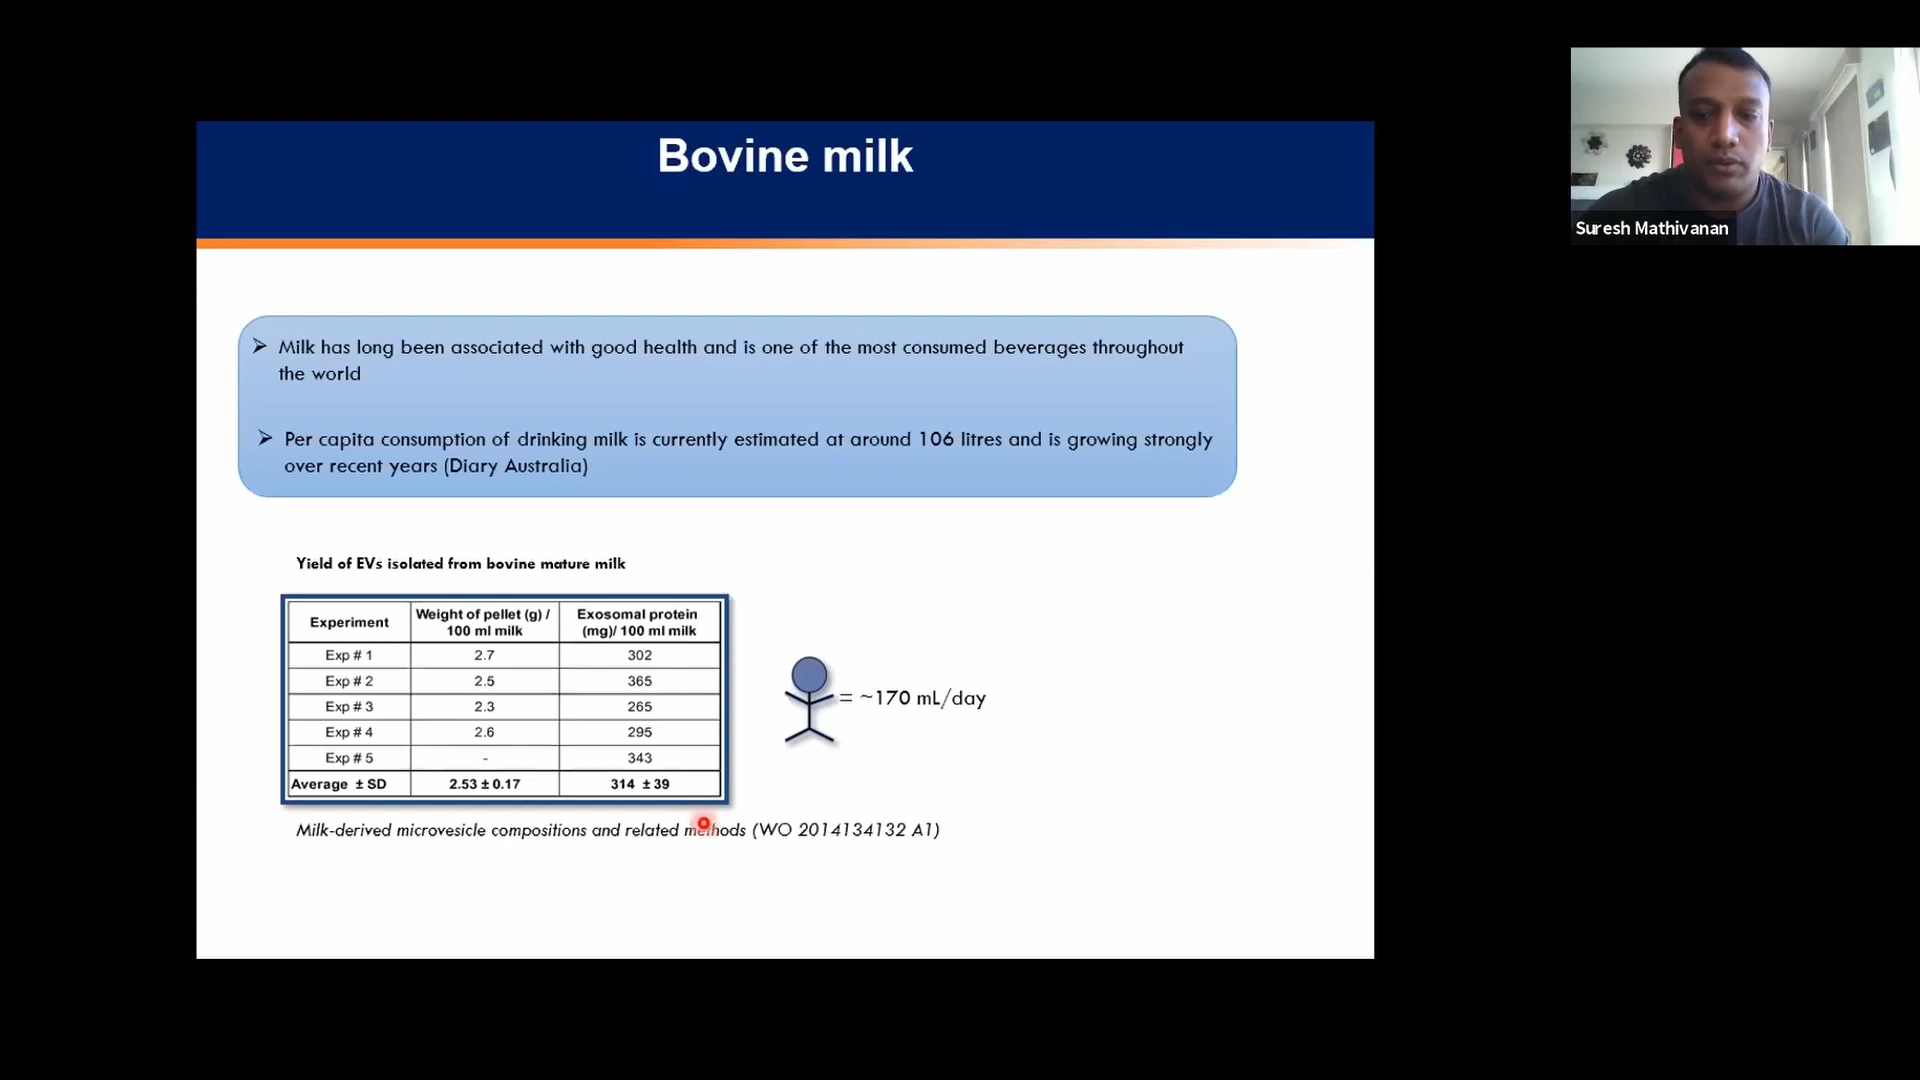 Bovine milk
Suresh Mathivanan
➢ Milk has long been associated with good health and is one of the most consumed beverages throughout
the world
➢ Per capita consumption of drinking milk is currently estimated at around 106 litres and is growing strongly
over recent years (Diary Australia)
Yield of EVs isolated from bovine mature milk
Experiment Weight of pellet (g) / 100 ml milk Exosomal protein (mg)/ 100 ml milk
Exp # 1 2.7 302
Exp # 2 2.5 365
Exp # 3 2.3 265
Exp # 4 2.6 295
Exp # 5 - 343
Average ± SD 2.53 ± 0.17 314 ± 39
= ~170 mL/day
Milk-derived microvesicle compositions and related methods (WO 2014134132 A1)